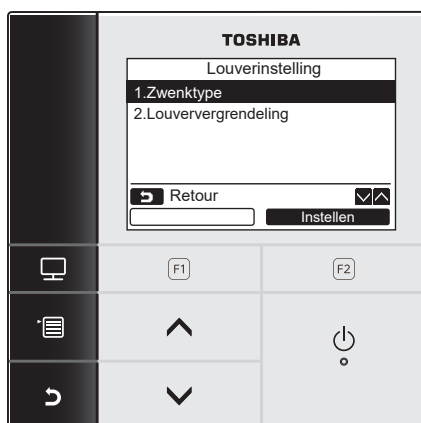 TOSHIBA
Louverinstelling
1.Zwenktype
2.Louververgrendeling
Retour
Instellen
F1
F2